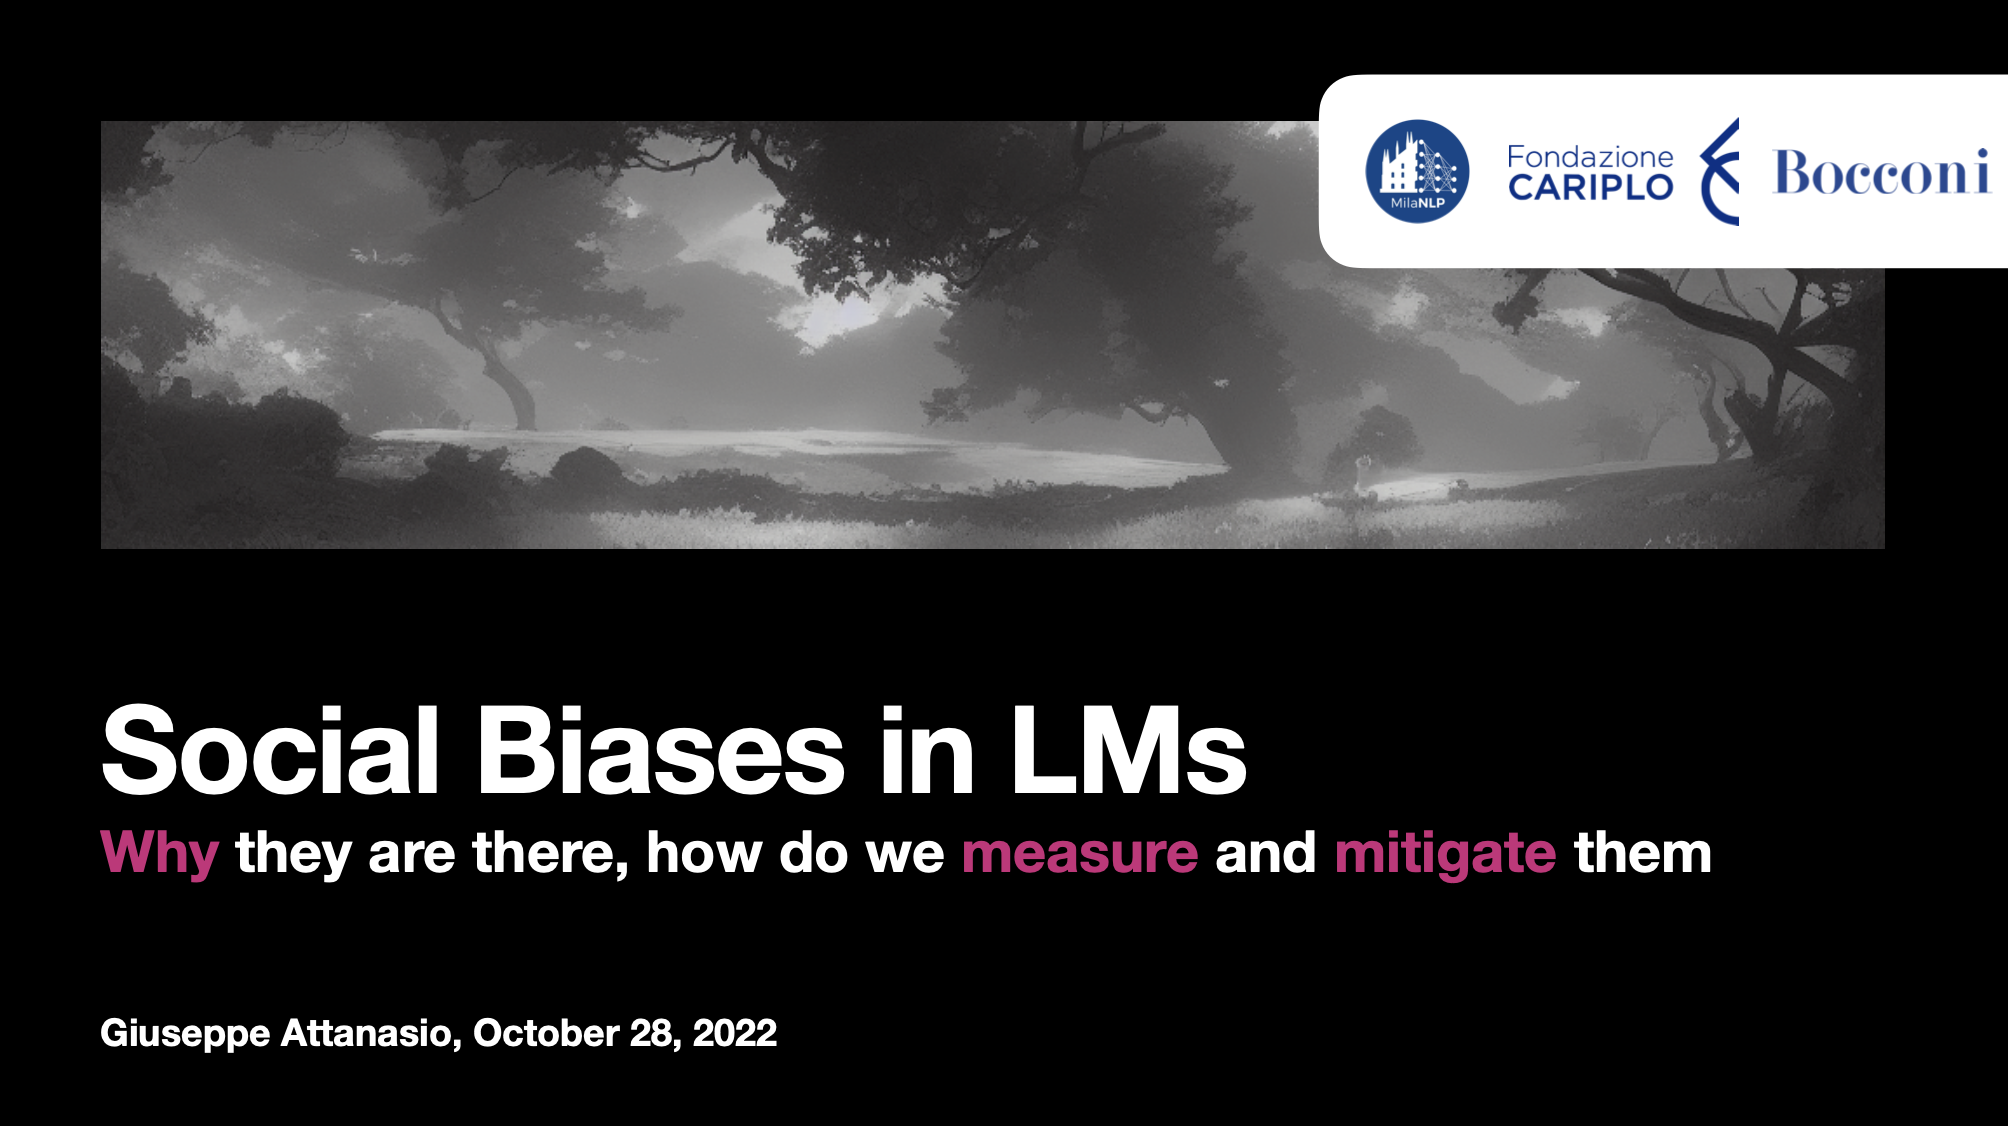 MilaNLP
Fondazione
CARIPLO
Bocconi
Social Biases in LMs
Why they are there, how do we measure and mitigate them
Giuseppe Attanasio, October 28, 2022